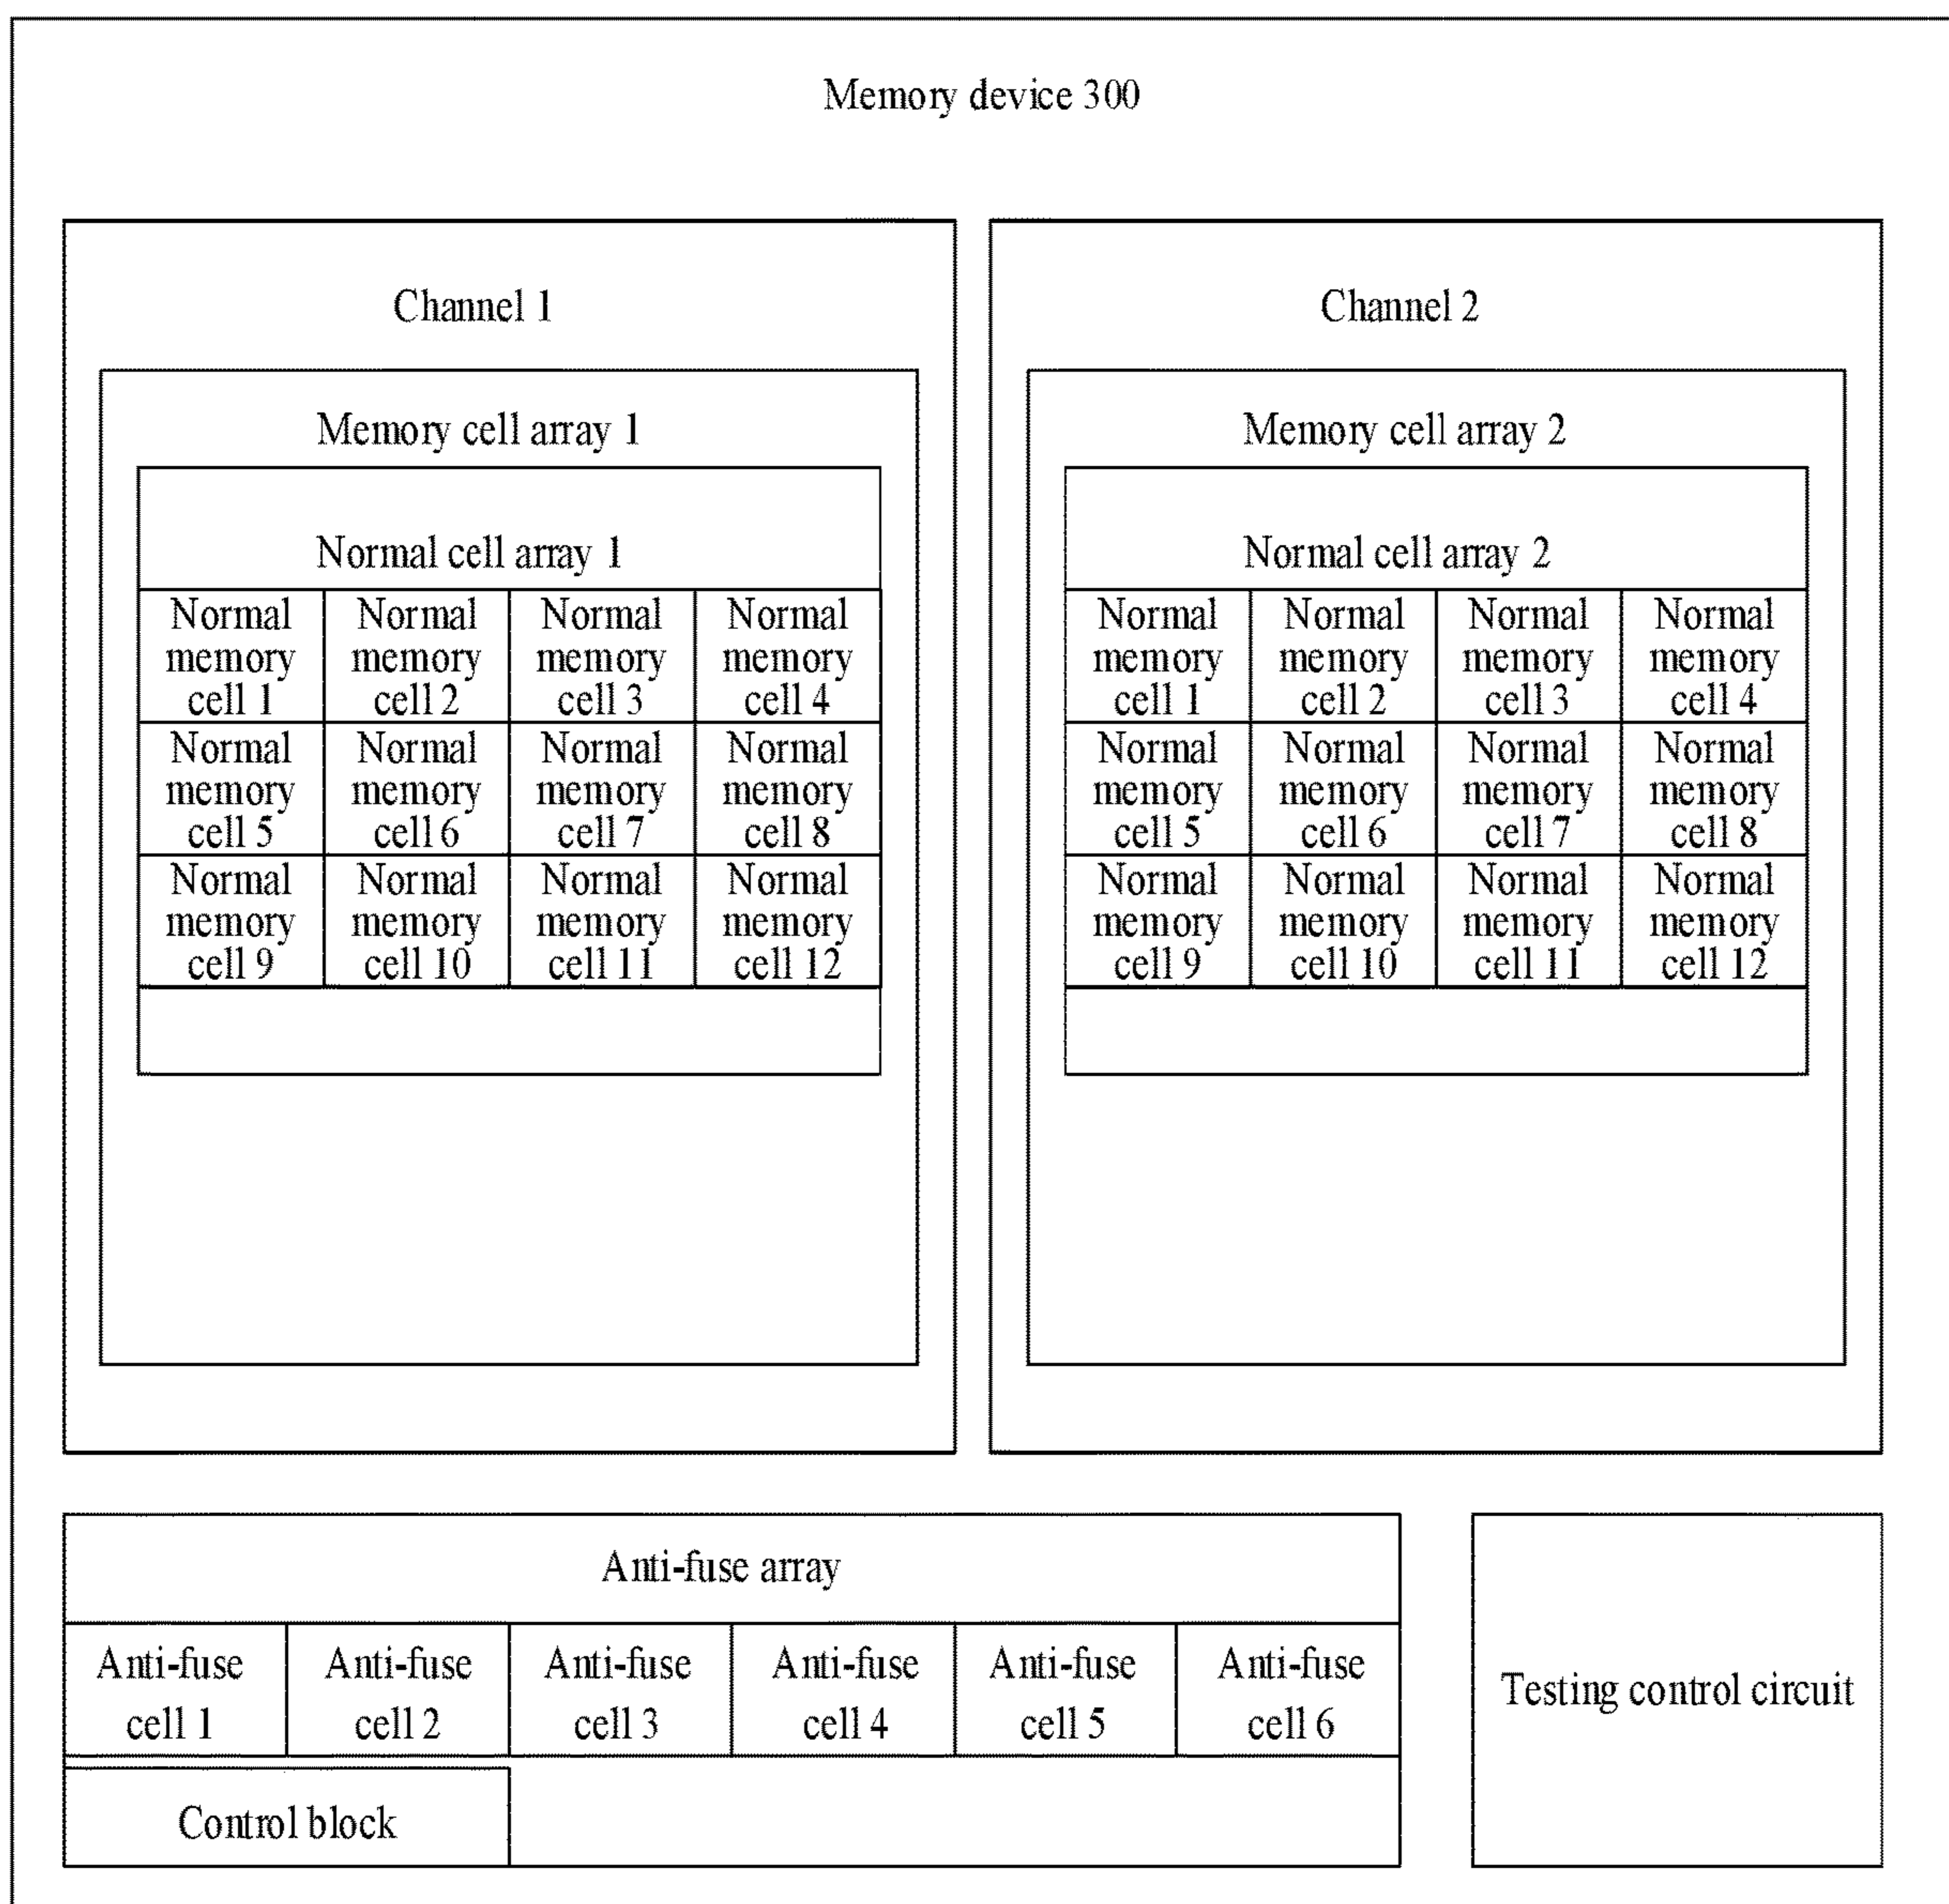 Memory device 300
Channel 1
Memory cell array 1
Normal cell array 1
Normal memory cell 1
Normal memory cell 2
Normal memory cell 3
Normal memory cell 4
Normal memory cell 5
Normal memory cell 6
Normal memory cell 7
Normal memory cell 8
Normal memory cell 9
Normal memory cell 10
Normal memory cell 11
Normal memory cell 12
Channel 2
Memory cell array 2
Normal cell array 2
Normal memory cell 1
Normal memory cell 2
Normal memory cell 3
Normal memory cell 4
Normal memory cell 5
Normal memory cell 6
Normal memory cell 7
Normal memory cell 8
Normal memory cell 9
Normal memory cell 10
Normal memory cell 11
Normal memory cell 12
Anti-fuse array
Anti-fuse cell 1
Anti-fuse cell 2
Anti-fuse cell 3
Anti-fuse cell 4
Anti-fuse cell 5
Anti-fuse cell 6
Control block
Testing control circuit